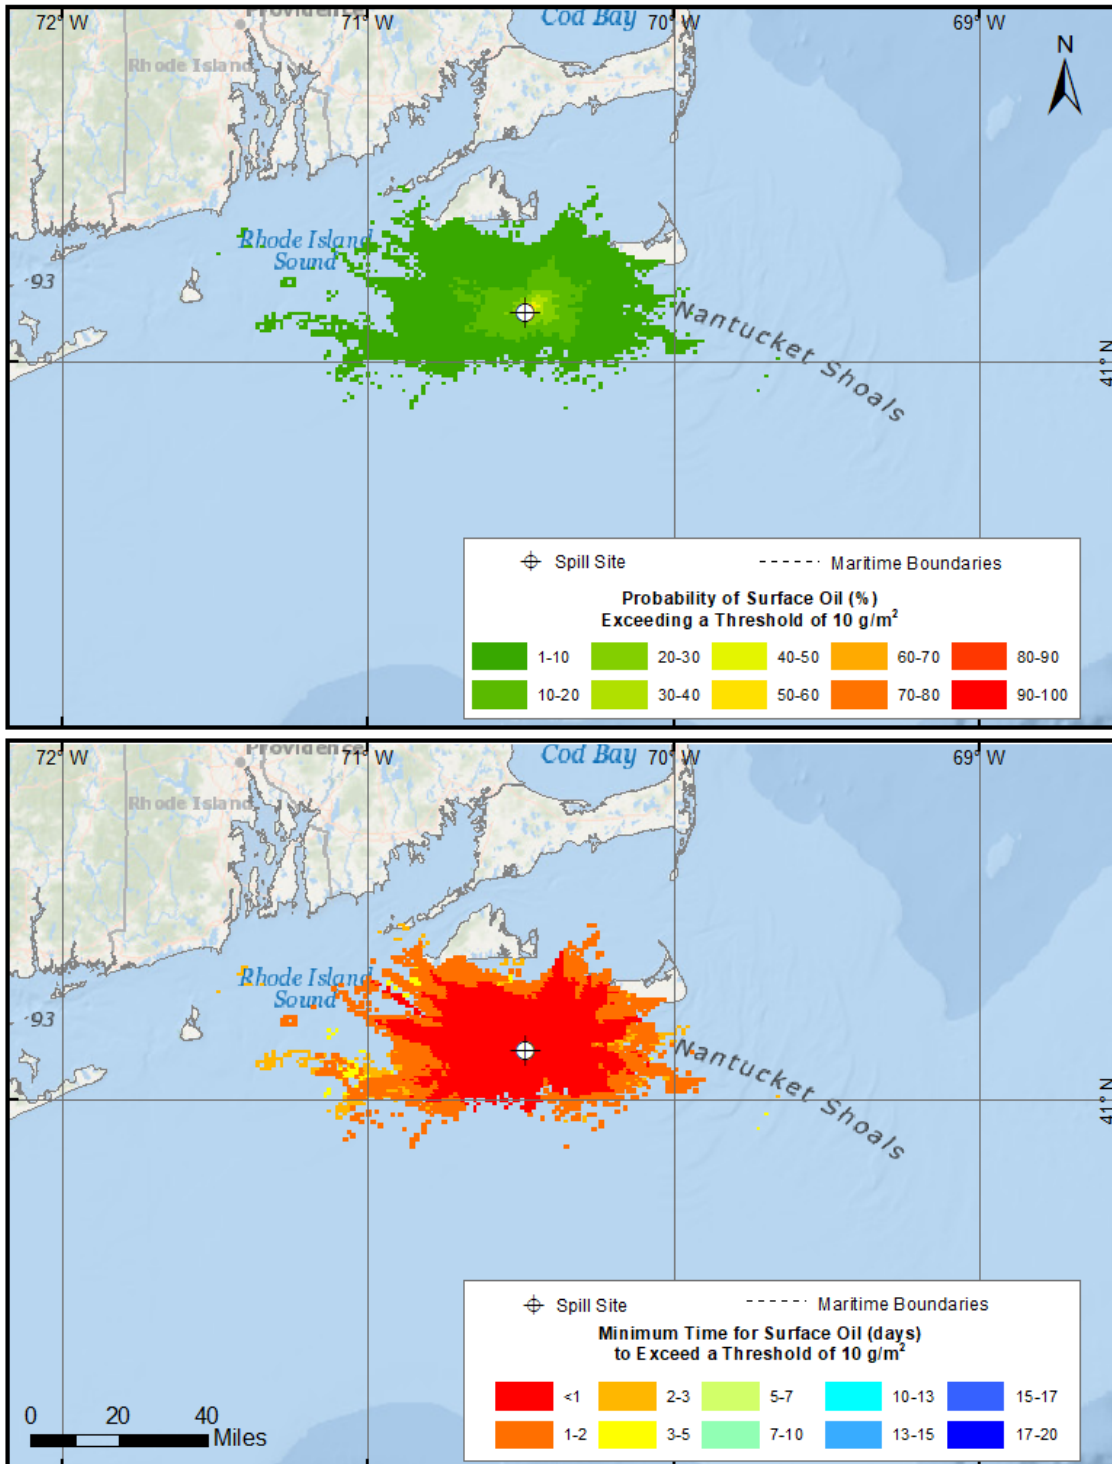 72° W
Providence
71° W
Cod Bay
70° W
69° W
Rhode Island
N
Rhode Island
Sound
93
Nantucket Shoals
41° N
Spill Site
Maritime Boundaries
Probability of Surface Oil (%)
Exceeding a Threshold of 10 g/m²
1-10
20-30
40-50
60-70
80-90
10-20
30-40
50-60
70-80
90-100
72° W
Providence
71° W
Cod Bay
70° W
69° W
Rhode Island
Rhode Island
Sound
93
Nantucket Shoals
41° N
Spill Site
Maritime Boundaries
Minimum Time for Surface Oil (days)
to Exceed a Threshold of 10 g/m²
<1
2-3
5-7
10-13
15-17
1-2
3-5
7-10
13-15
17-20
0 20 40
Miles